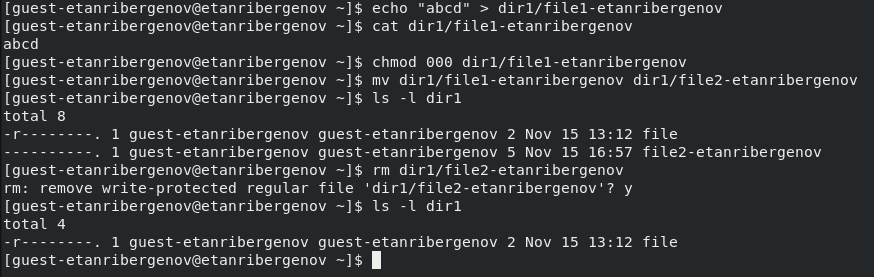 [guest-etanribergenov@etanribergenov ~]$ echo "abcd" > dir1/file1-etanribergenov
[guest-etanribergenov@etanribergenov ~]$ cat dir1/file1-etanribergenov
abcd
[guest-etanribergenov@etanribergenov ~]$ chmod 000 dir1/file1-etanribergenov
[guest-etanribergenov@etanribergenov ~]$ mv dir1/file1-etanribergenov dir1/file2-etanribergenov
[guest-etanribergenov@etanribergenov ~]$ ls -l dir1
total 8
-r--------. 1 guest-etanribergenov guest-etanribergenov 2 Nov 15 13:12 file
----------. 1 guest-etanribergenov guest-etanribergenov 5 Nov 15 16:57 file2-etanribergenov
[guest-etanribergenov@etanribergenov ~]$ rm dir1/file2-etanribergenov
rm: remove write-protected regular file 'dir1/file2-etanribergenov'? y
[guest-etanribergenov@etanribergenov ~]$ ls -l dir1
total 4
-r--------. 1 guest-etanribergenov guest-etanribergenov 2 Nov 15 13:12 file
[guest-etanribergenov@etanribergenov ~]$